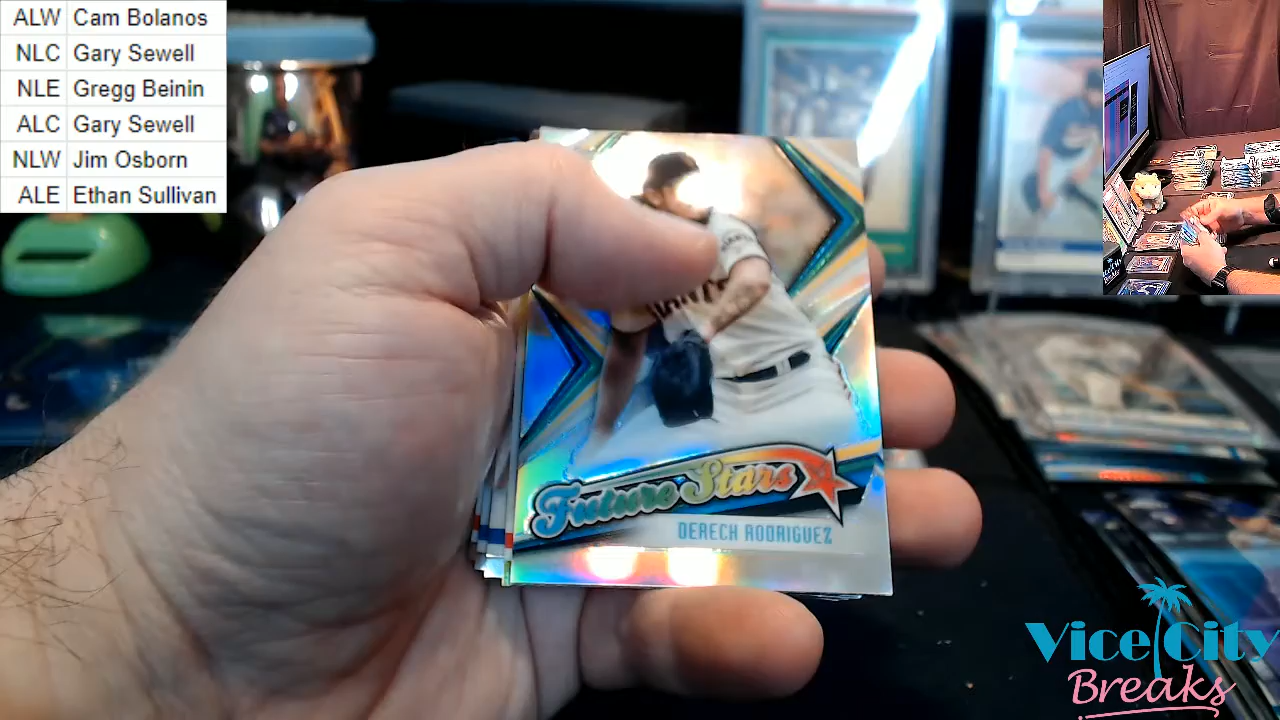 ALW Cam Bolanos
NLC Gary Sewell
NLE Gregg Beinin
ALC Gary Sewell
NLW Jim Osborn
ALE Ethan Sullivan
Future Stars
DERECH RODRIGUEZ
Vice City
Breaks